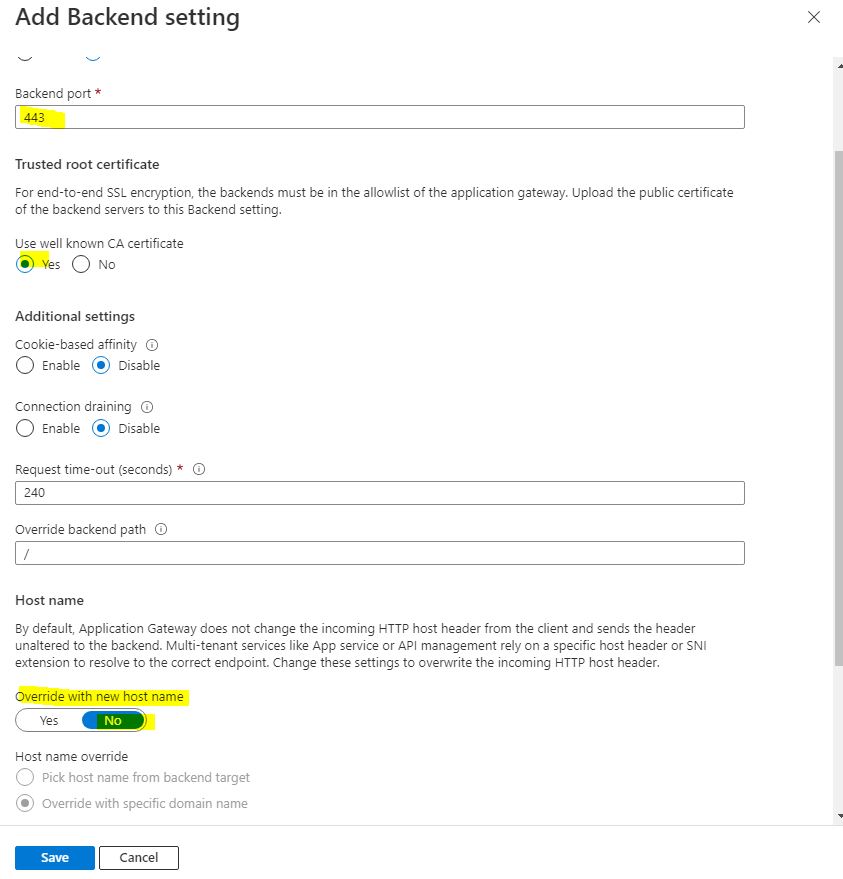 Add Backend setting
Backend port *
443
Trusted root certificate
For end-to-end SSL encryption, the backends must be in the allowlist of the application gateway. Upload the public certificate
of the backend servers to this Backend setting.
Use well known CA certificate
Yes No
Additional settings
Cookie-based affinity
Enable Disable
Connection draining
Enable Disable
Request time-out (seconds) *
240
Override backend path
/
Host name
By default, Application Gateway does not change the incoming HTTP host header from the client and sends the header
unaltered to the backend. Multi-tenant services like App service or API management rely on a specific host header or SNI
extension to resolve to the correct endpoint. Change these settings to overwrite the incoming HTTP host header.
Override with new host name
Yes No
Host name override
Pick host name from backend target
Override with specific domain name
Save Cancel